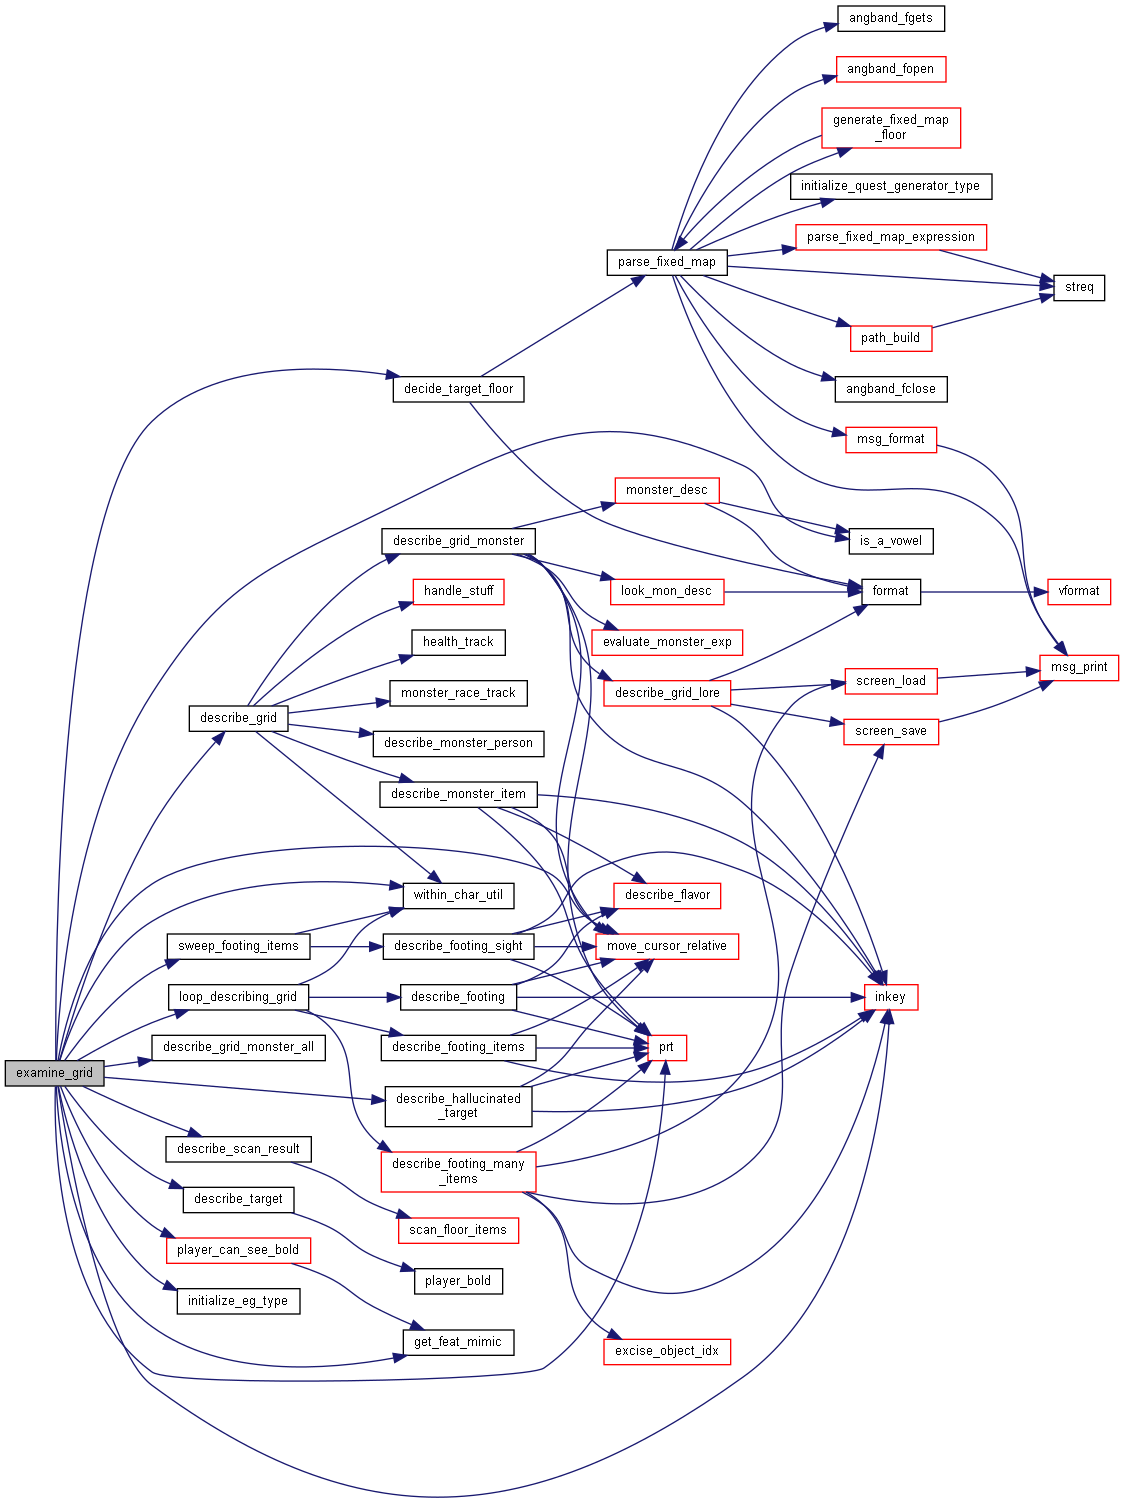 angband_fgets
angband_fopen
generate_fixed_map
_floor
initialize_quest_generator_type
parse_fixed_map_expression
parse_fixed_map
streq
path_build
decide_target_floor
angband_fclose
msg_format
monster_desc
describe_grid_monster
is_a_vowel
handle_stuff
look_mon_desc
format
vformat
health_track
evaluate_monster_exp
msg_print
monster_race_track
describe_grid_lore
screen_load
describe_grid
screen_save
describe_monster_person
describe_monster_item
within_char_util
describe_flavor
sweep_footing_items
describe_footing_sight
move_cursor_relative
loop_describing_grid
describe_footing
inkey
describe_grid_monster_all
describe_footing_items
prt
examine_grid
describe_hallucinated
_target
describe_scan_result
describe_footing_many
_items
describe_target
scan_floor_items
player_can_see_bold
player_bold
initialize_eg_type
get_feat_mimic
excise_object_idx